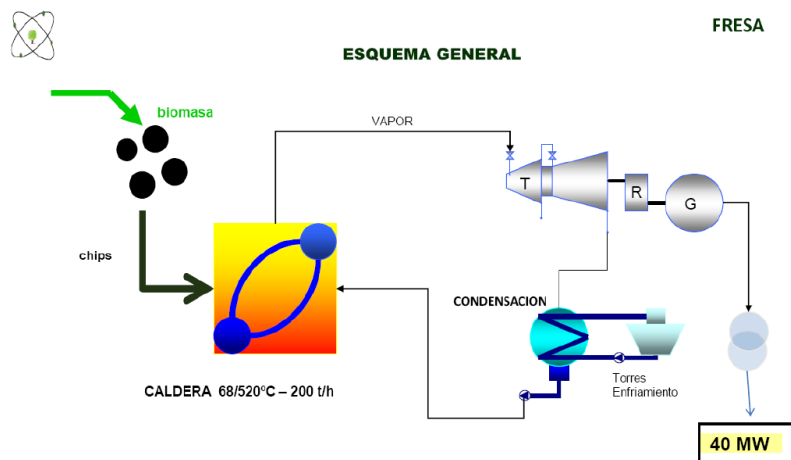 FRESA
ESQUEMA GENERAL
biomasa
VAPOR
T
R
G
chips
CONDENSACION
CALDERA 68/520ºC – 200 t/h
Torres
Enfriamiento
40 MW